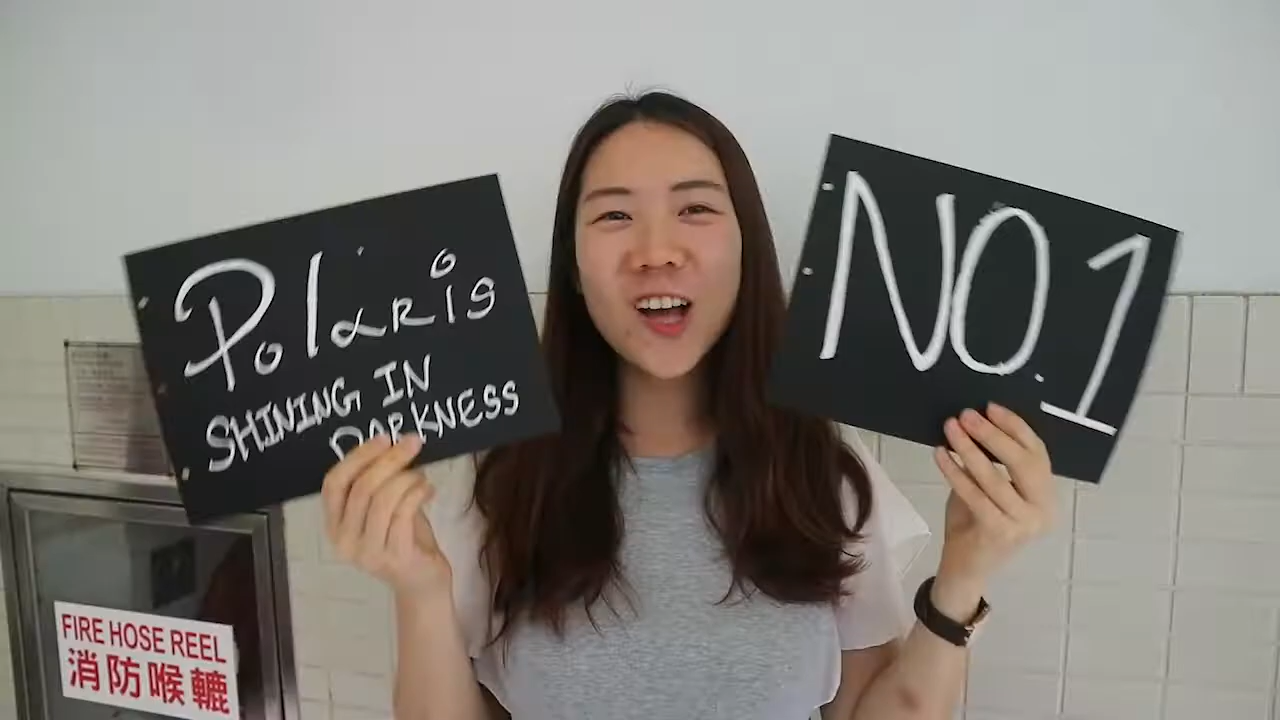 Polaris
SHINING IN
DARKNESS
NO.1
FIRE HOSE REEL
消防喉轆